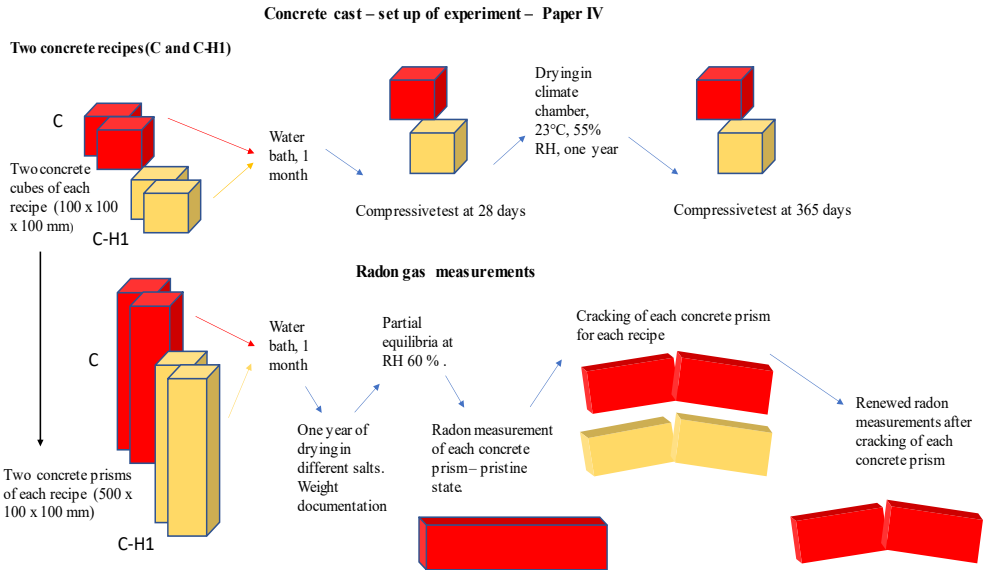 Concrete cast – set up of experiment – Paper IV
Two concrete recipes (C and C-H1)
C
Two concrete
cubes of each
recipe (100 x 100
x 100 mm)
C-H1
Water
bath, 1
month
Compressive test at 28 days
Drying in
climate
chamber,
23°C, 55%
RH, one year
Compressive test at 365 days
Radon gas measurements
C
Two concrete prisms
of each recipe (500 x
100 x 100 mm)
C-H1
Water
bath, 1
month
One year of
drying in
different salts.
Weight
documentation
Partial
equilibria at
RH 60 % .
Radon measurement
of each concrete
prism – pristine
state.
Cracking of each concrete prism
for each recipe
Renewed radon
measurements after
cracking of each
concrete prism